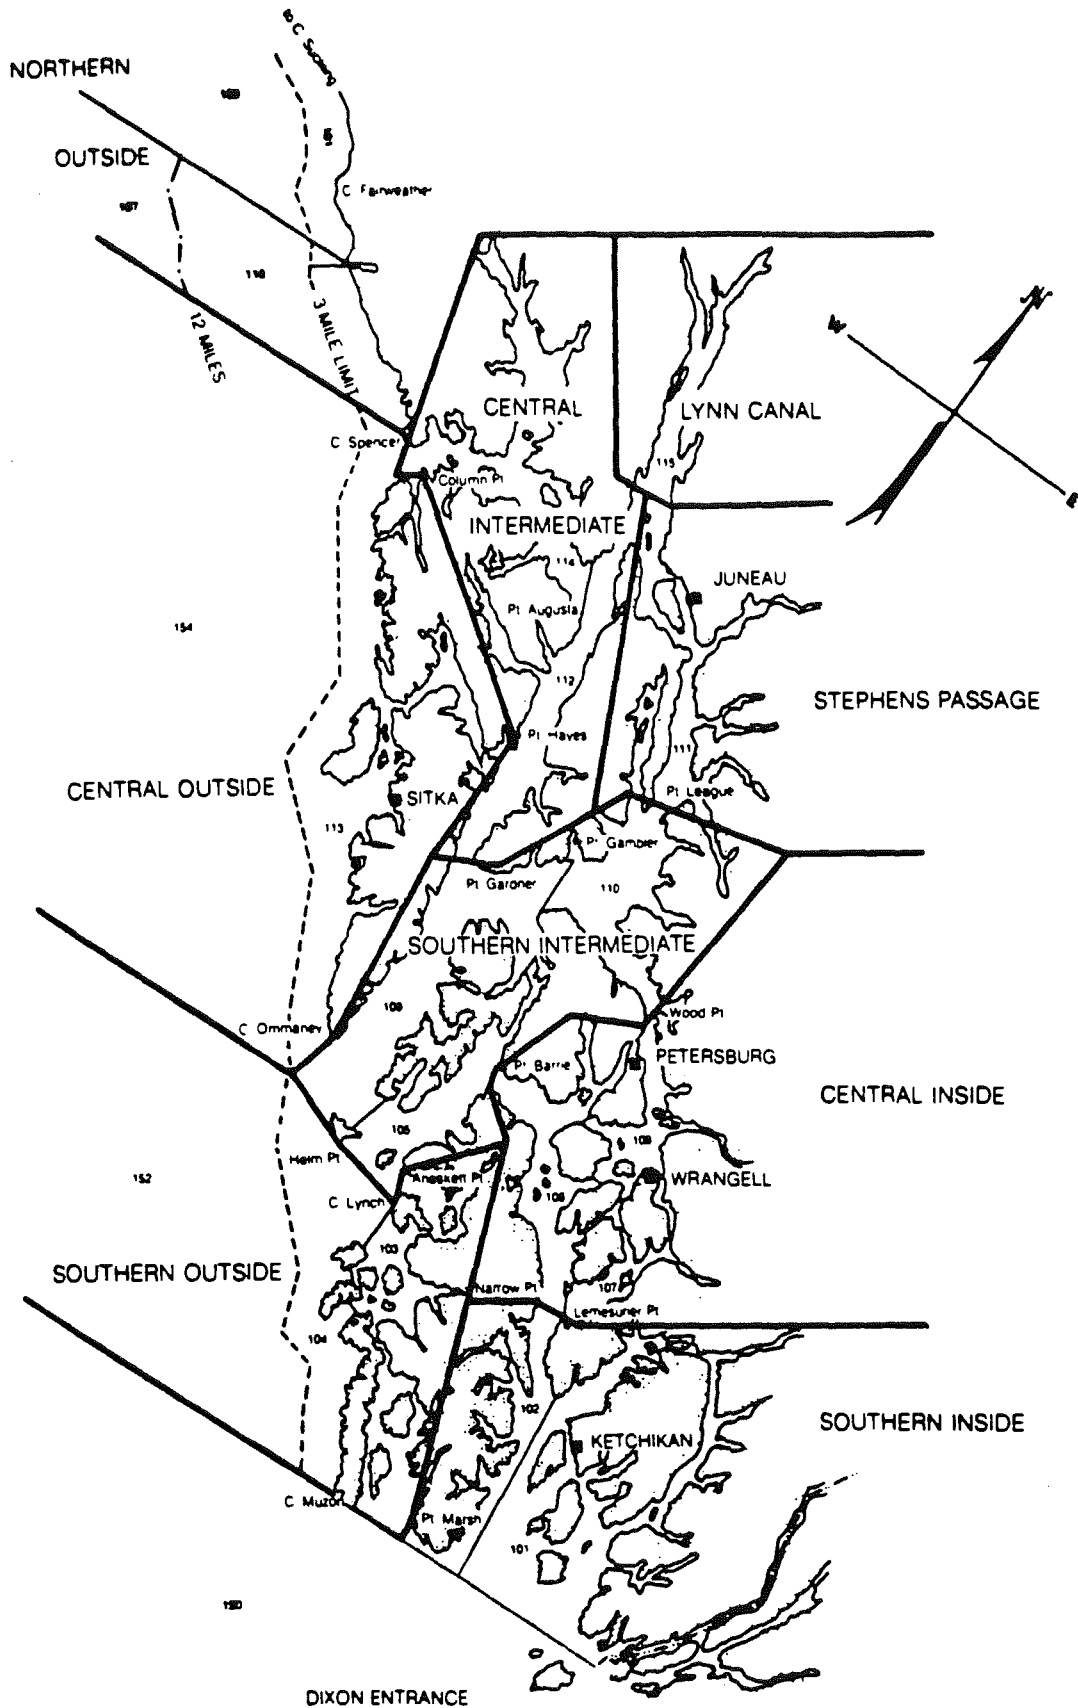 NORTHERN
OUTSIDE
C Fairweather
116
12 MILES
3 MILE LIMIT
W
N
E
CENTRAL
LYNN CANAL
C Spencer
115
Column Pt
INTERMEDIATE
114
JUNEAU
Pt Augusta
154
112
STEPHENS PASSAGE
Pt Hayes
111
CENTRAL OUTSIDE
SITKA
Pt League
113
Pt Gambier
Pt Gardner
110
SOUTHERN INTERMEDIATE
109
C Ommaney
Wood Pt
Pt Barrie
PETERSBURG
CENTRAL INSIDE
105
108
Helm Pt
152
WRANGELL
C Lynch
106
103
SOUTHERN OUTSIDE
Narrow Pt
107
Lemesurier Pt
104
102
SOUTHERN INSIDE
KETCHIKAN
C Muzon
Pt Marsh
101
150
DIXON ENTRANCE